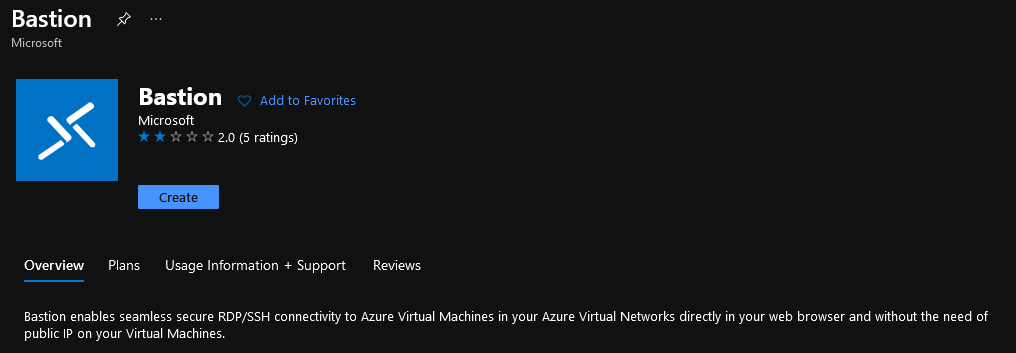 Bastion ...
Microsoft
Bastion Add to Favorites
Microsoft
2.0 (5 ratings)
Create
Overview Plans Usage Information + Support Reviews
Bastion enables seamless secure RDP/SSH connectivity to Azure Virtual Machines in your Azure Virtual Networks directly in your web browser and without the need of
public IP on your Virtual Machines.